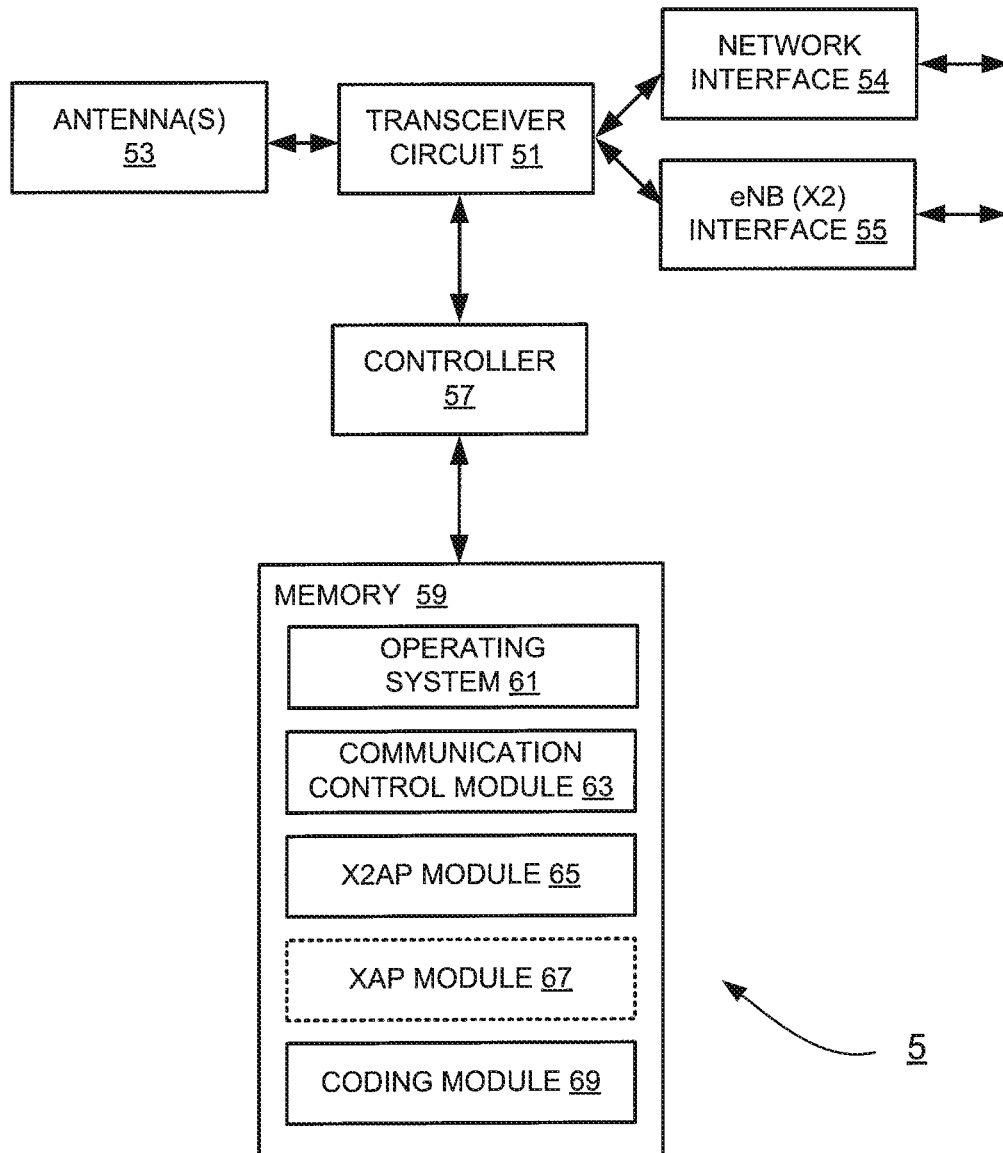 NETWORK
INTERFACE 54
ANTENNA(S)
53
TRANSCEIVER
CIRCUIT 51
eNB (X2)
INTERFACE 55
CONTROLLER
57
MEMORY 59
OPERATING
SYSTEM 61
COMMUNICATION
CONTROL MODULE 63
X2AP MODULE 65
XAP MODULE 67
CODING MODULE 69
5